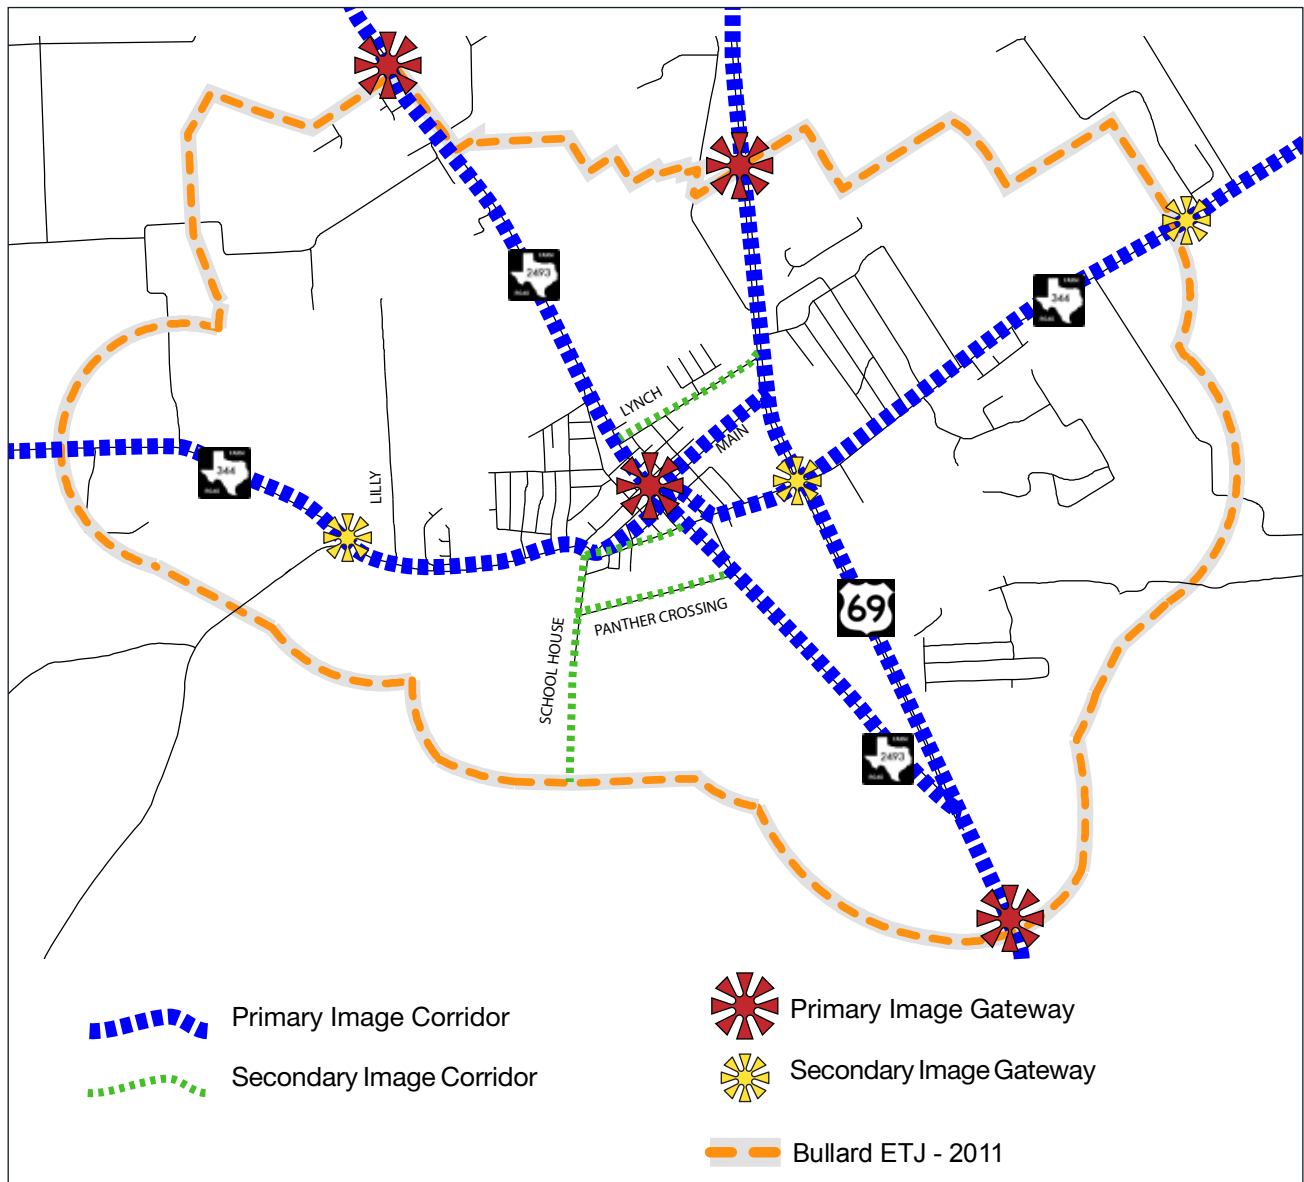 2493
344
LYNCH
MAIN
344
LILLY
69
PANTHER CROSSING
SCHOOL HOUSE
2493
Primary Image Corridor
Primary Image Gateway
Secondary Image Corridor
Secondary Image Gateway
Bullard ETJ - 2011